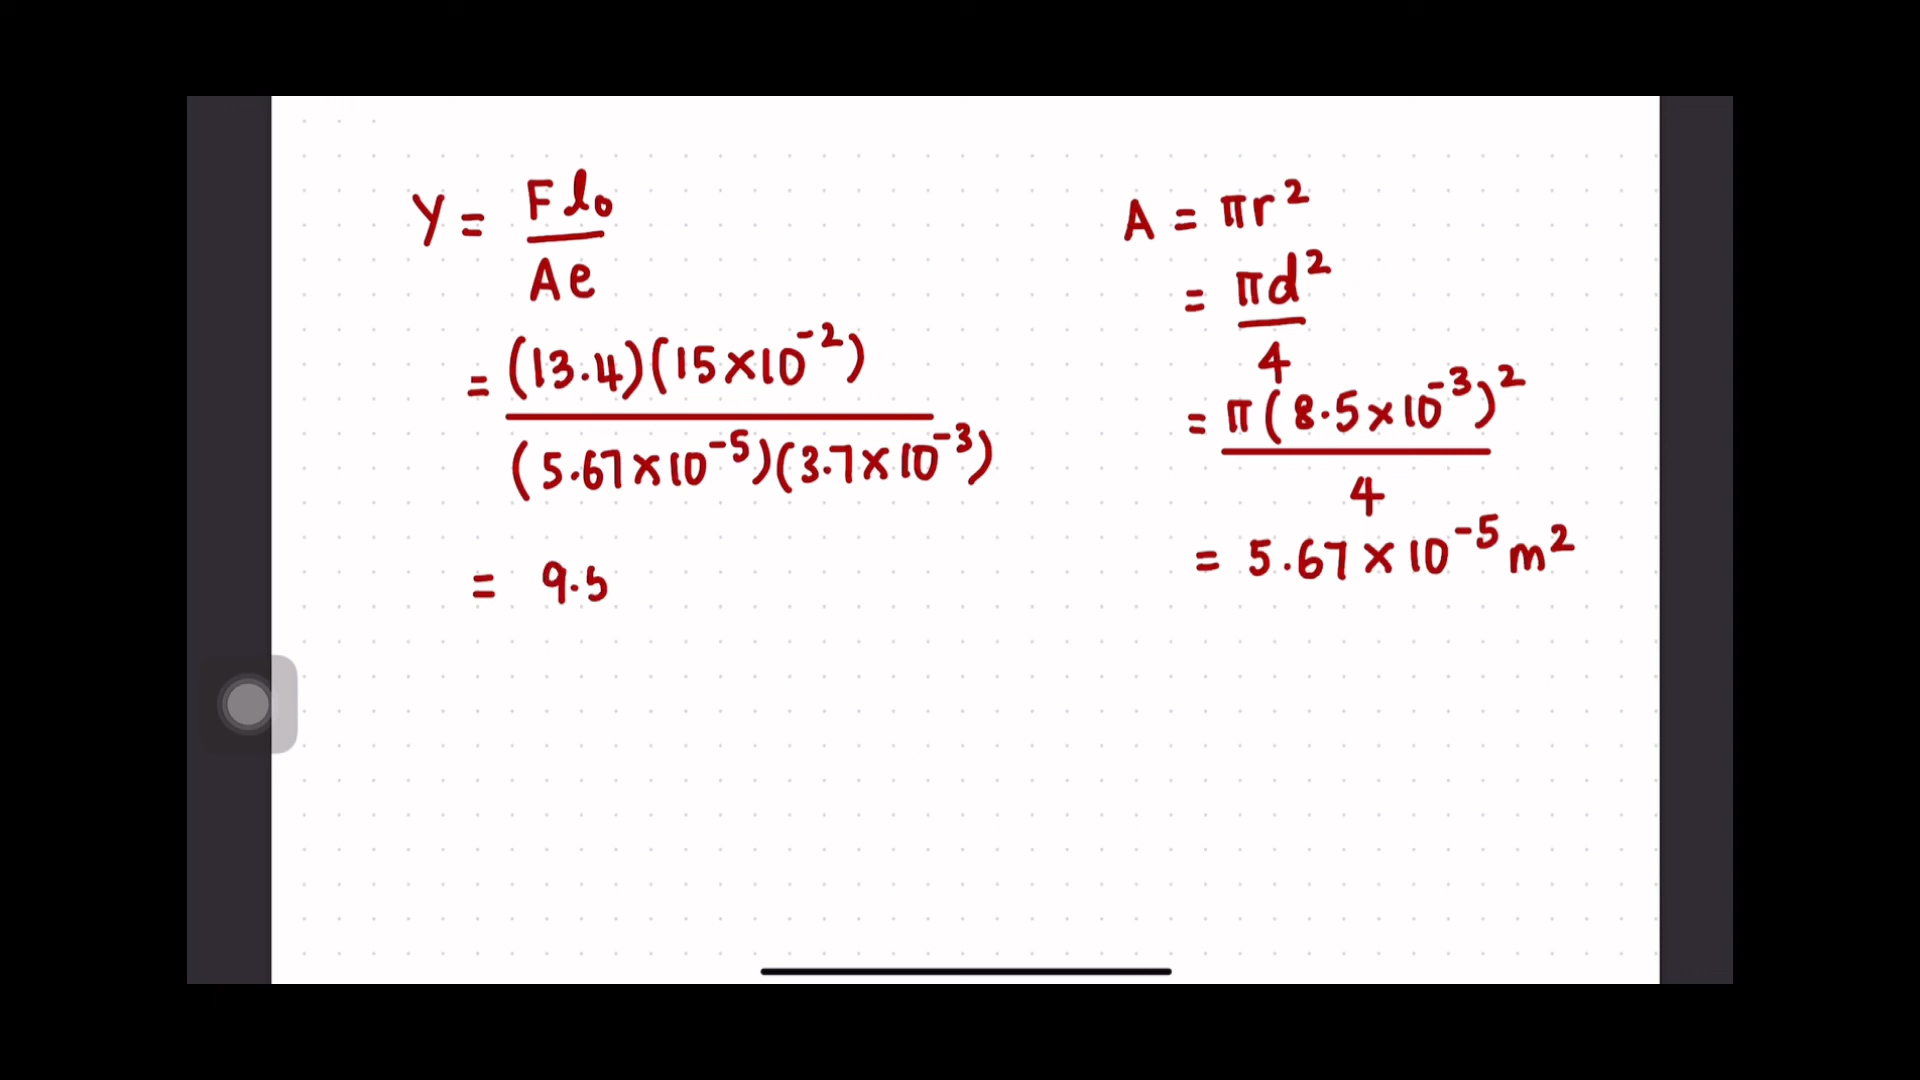 Y = Fl₀ / Ae
= (13.4)(15×10⁻²) / (5.67×10⁻⁵)(3.7×10⁻³)
= 9.5
A = πr²
= πd² / 4
= π(8.5×10⁻³)² / 4
= 5.67×10⁻⁵ m²